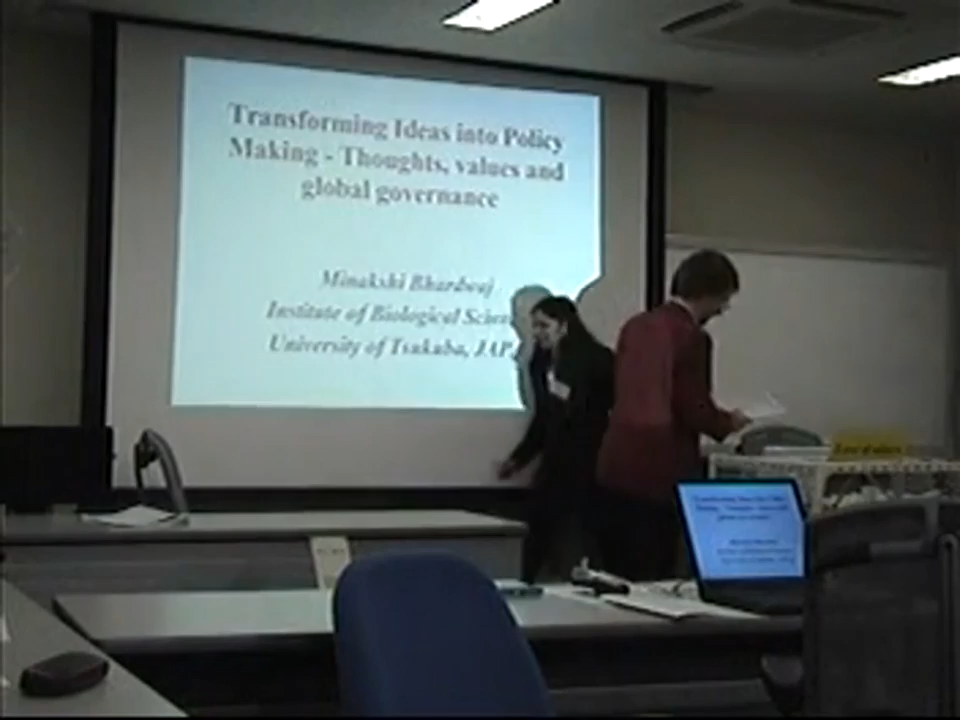 Transforming Ideas into Policy
Making - Thoughts, values and
global governance
Minakshi Bhardwaj
Institute of Biological
University of Tsukuba,